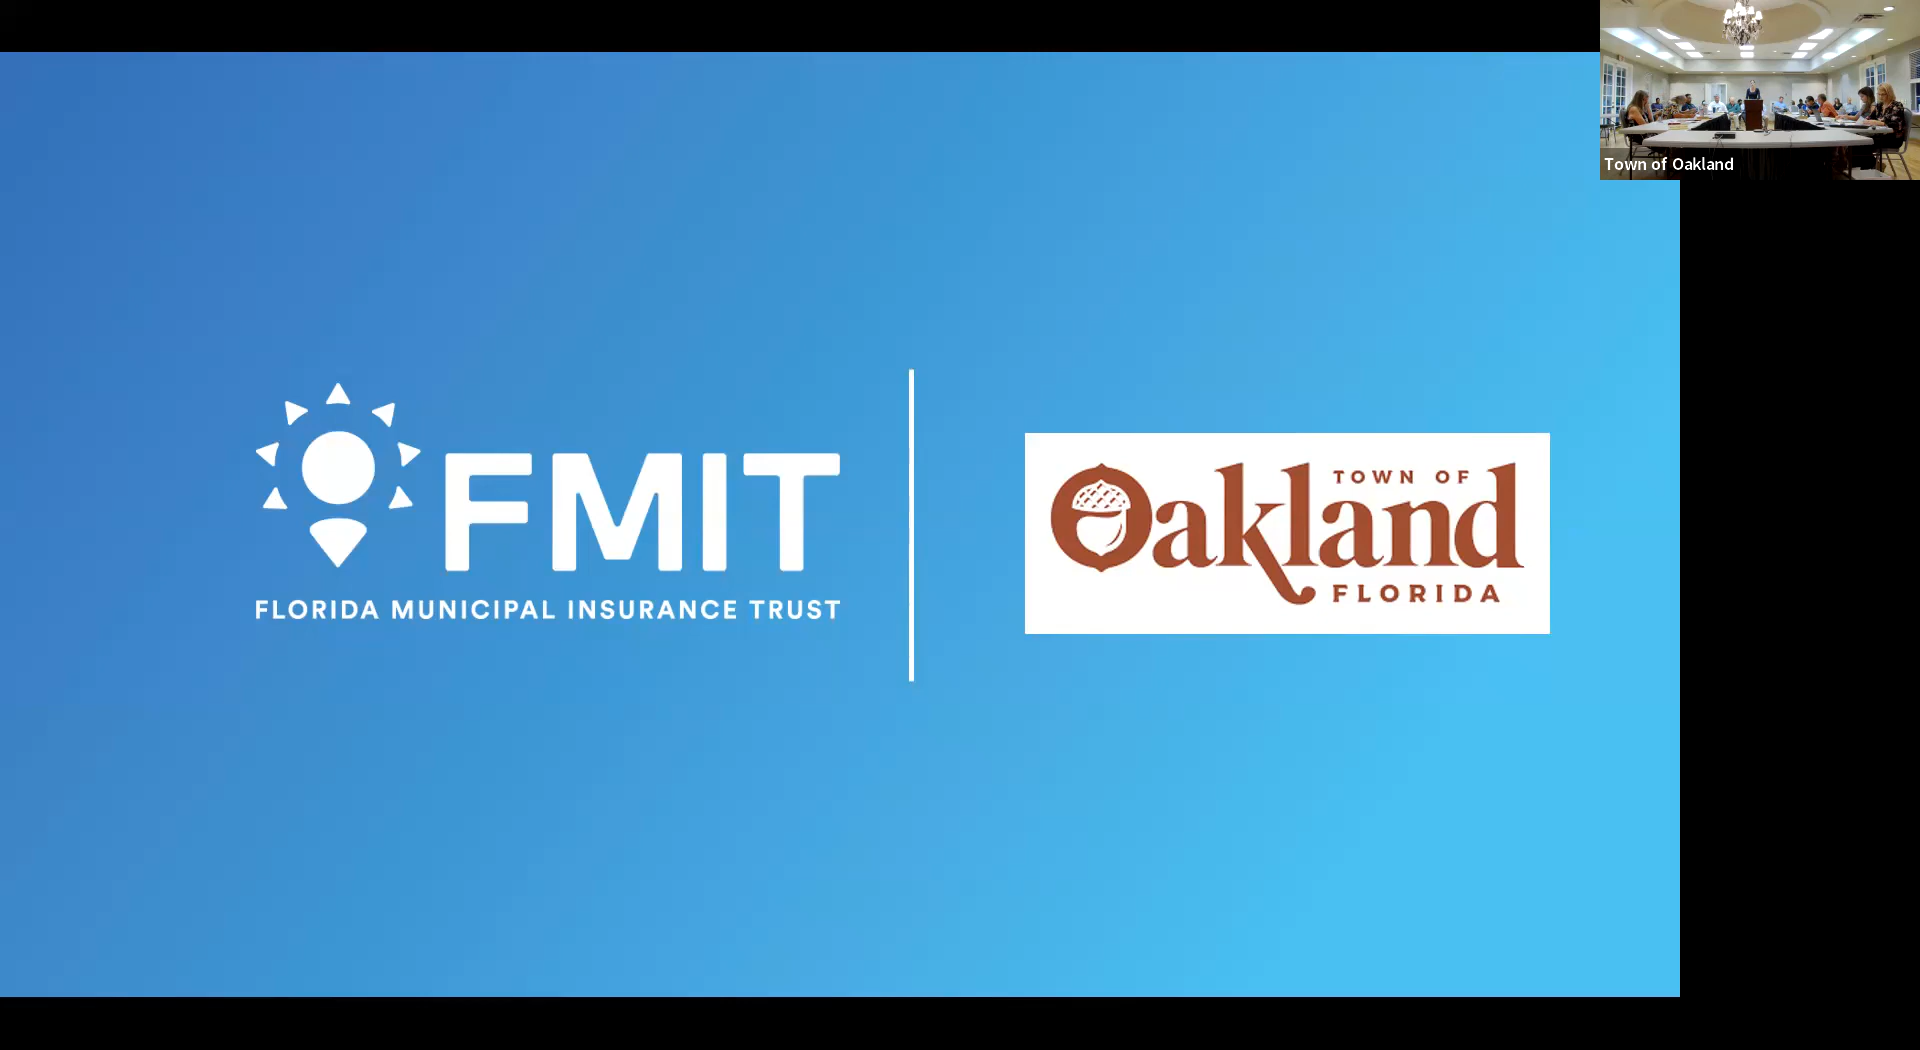 Town of Oakland
FMIT
FLORIDA MUNICIPAL INSURANCE TRUST
TOWN OF
Oakland
FLORIDA